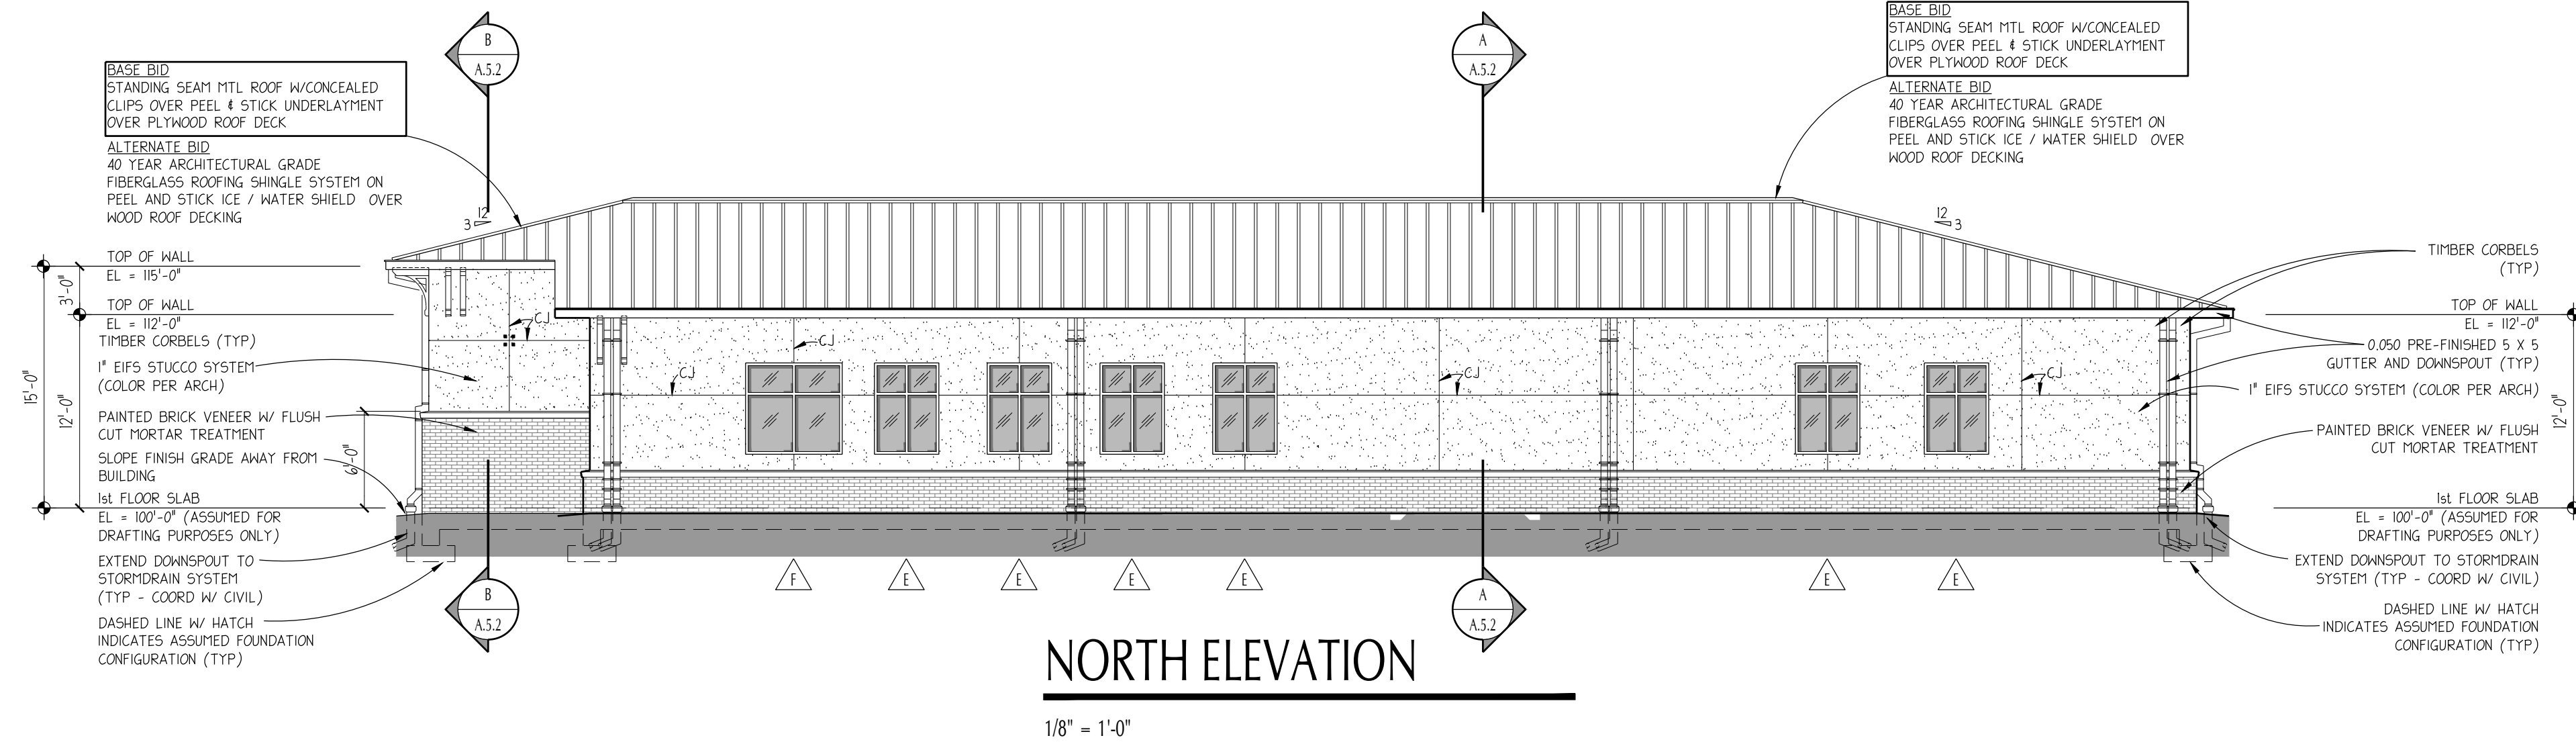 BASE BID
STANDING SEAM MTL ROOF W/CONCEALED
CLIPS OVER PEEL & STICK UNDERLAYMENT
OVER PLYWOOD ROOF DECK
ALTERNATE BID
40 YEAR ARCHITECTURAL GRADE
FIBERGLASS ROOFING SHINGLE SYSTEM ON
PEEL AND STICK ICE / WATER SHIELD OVER
WOOD ROOF DECKING
B
A.5.2
A
A.5.2
BASE BID
STANDING SEAM MTL ROOF W/CONCEALED
CLIPS OVER PEEL & STICK UNDERLAYMENT
OVER PLYWOOD ROOF DECK
ALTERNATE BID
40 YEAR ARCHITECTURAL GRADE
FIBERGLASS ROOFING SHINGLE SYSTEM ON
PEEL AND STICK ICE / WATER SHIELD OVER
WOOD ROOF DECKING
12
3
12
3
15'-0"
3'-0"
12'-0"
6'-0"
TOP OF WALL
EL = 115'-0"
TOP OF WALL
EL = 112'-0"
TIMBER CORBELS (TYP)
1" EIFS STUCCO SYSTEM
(COLOR PER ARCH)
PAINTED BRICK VENEER W/ FLUSH
CUT MORTAR TREATMENT
SLOPE FINISH GRADE AWAY FROM
BUILDING
1st FLOOR SLAB
EL = 100'-0" (ASSUMED FOR
DRAFTING PURPOSES ONLY)
EXTEND DOWNSPOUT TO
STORMDRAIN SYSTEM
(TYP - COORD W/ CIVIL)
DASHED LINE W/ HATCH
INDICATES ASSUMED FOUNDATION
CONFIGURATION (TYP)
CJ
CJ
CJ
CJ
CJ
TIMBER CORBELS
(TYP)
TOP OF WALL
EL = 112'-0"
0.050 PRE-FINISHED 5 X 5
GUTTER AND DOWNSPOUT (TYP)
1" EIFS STUCCO SYSTEM (COLOR PER ARCH)
PAINTED BRICK VENEER W/ FLUSH
CUT MORTAR TREATMENT
1st FLOOR SLAB
EL = 100'-0" (ASSUMED FOR
DRAFTING PURPOSES ONLY)
EXTEND DOWNSPOUT TO STORMDRAIN
SYSTEM (TYP - COORD W/ CIVIL)
DASHED LINE W/ HATCH
INDICATES ASSUMED FOUNDATION
CONFIGURATION (TYP)
12'-0"
F
E
E
E
E
E
E
B
A.5.2
A
A.5.2
NORTH ELEVATION
1/8" = 1'-0"